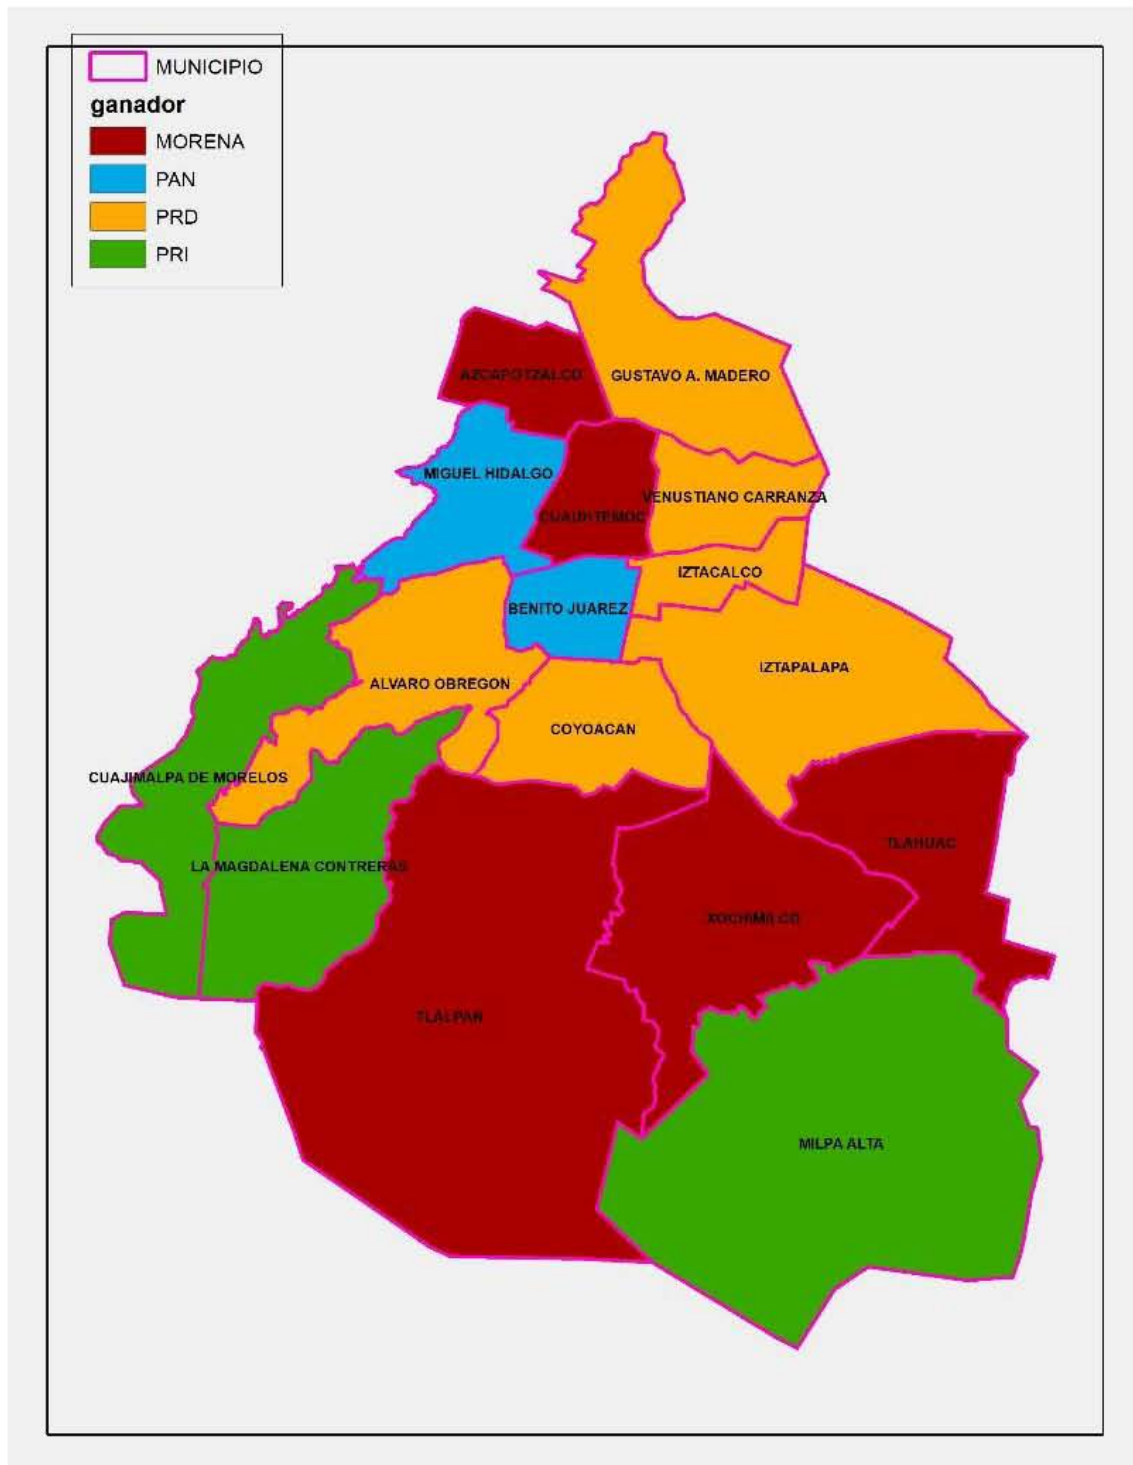 MUNICIPIO
ganador
MORENA
PAN
PRD
PRI
AZCAPOTZALCO
GUSTAVO A. MADERO
MIGUEL HIDALGO
VENUSTIANO CARRANZA
CUAUHTEMOC
IZTACALCO
BENITO JUAREZ
IZTAPALAPA
ALVARO OBREGON
COYOACAN
CUAJIMALPA DE MORELOS
TLAHUAC
LA MAGDALENA CONTRERAS
XOCHIMILCO
TLALPAN
MILPA ALTA